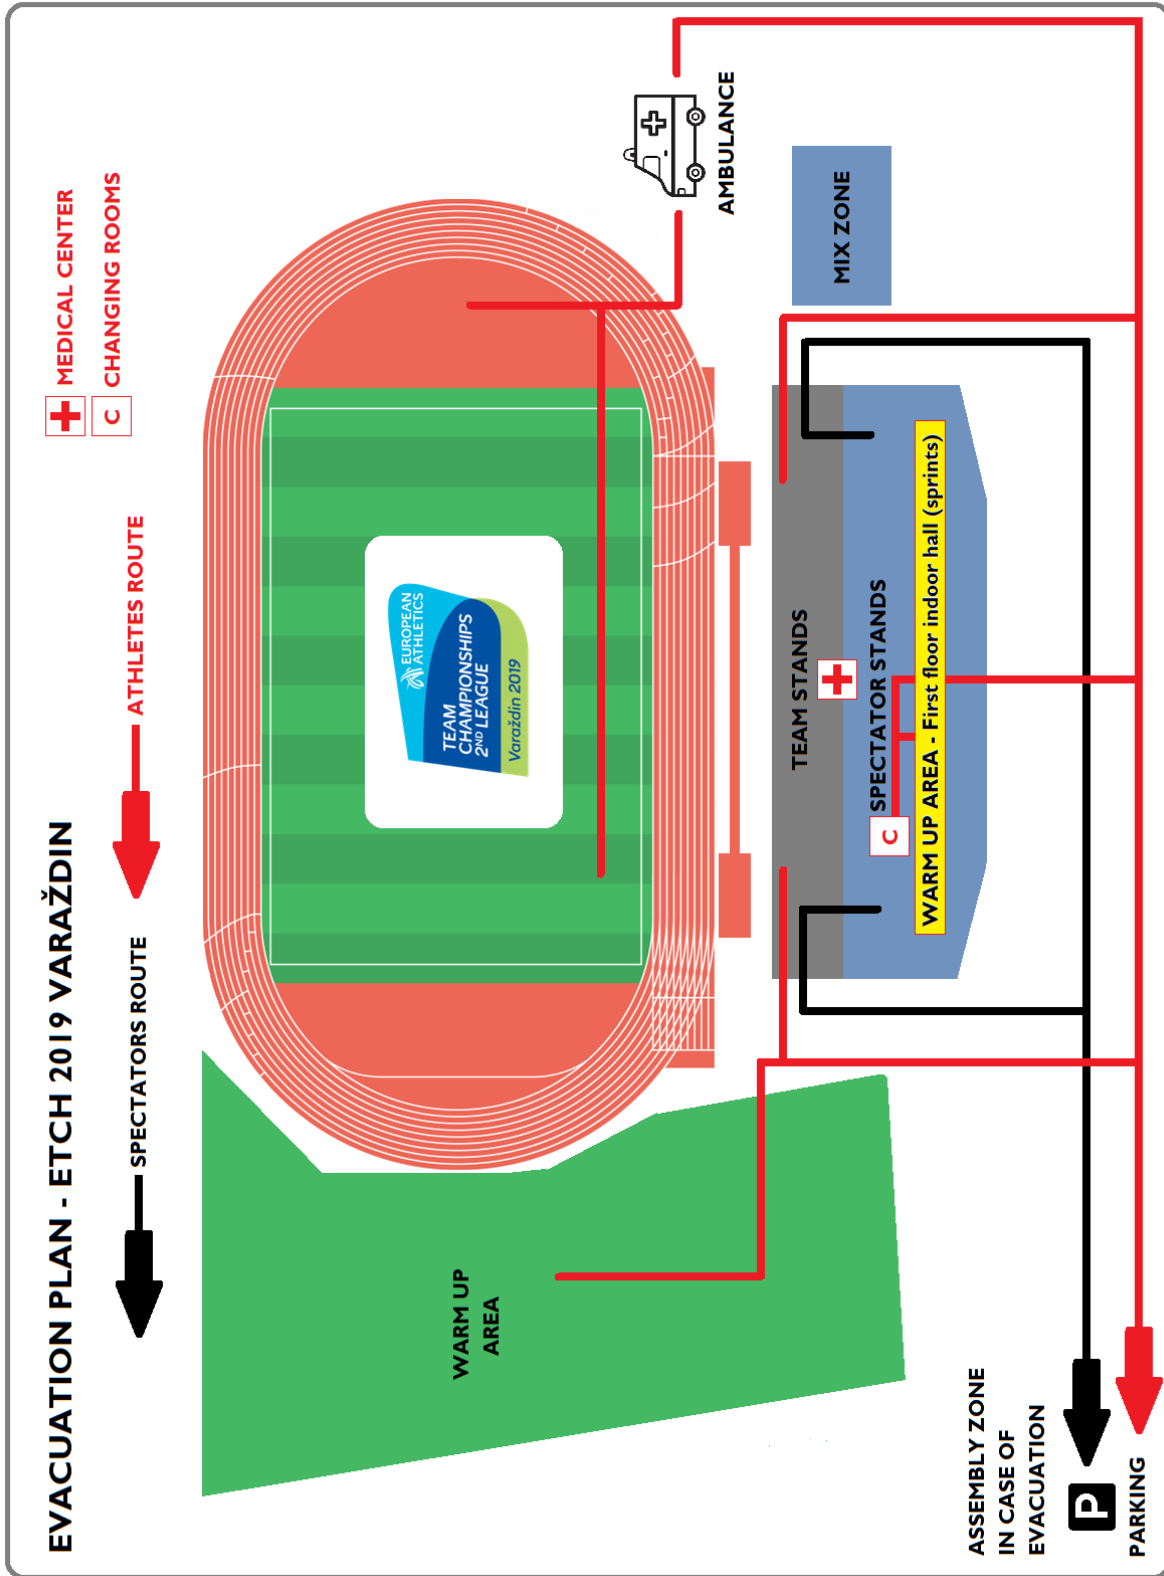 EVACUATION PLAN - ETCH 2019 VARAŽDIN
SPECTATORS ROUTE
ATHLETES ROUTE
MEDICAL CENTER
C CHANGING ROOMS
EUROPEAN
ATHLETICS
TEAM
CHAMPIONSHIPS
2ND LEAGUE
Varaždin 2019
WARM UP
AREA
AMBULANCE
MIX ZONE
TEAM STANDS
SPECTATOR STANDS
C
WARM UP AREA - First floor indoor hall (sprints)
ASSEMBLY ZONE
IN CASE OF
EVACUATION
P
PARKING